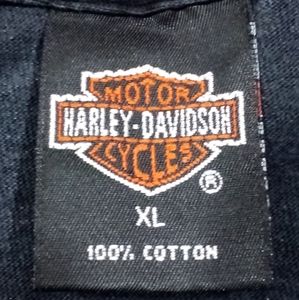 MOTOR
HARLEY-DAVIDSON
CYCLES
®
XL
100% COTTON